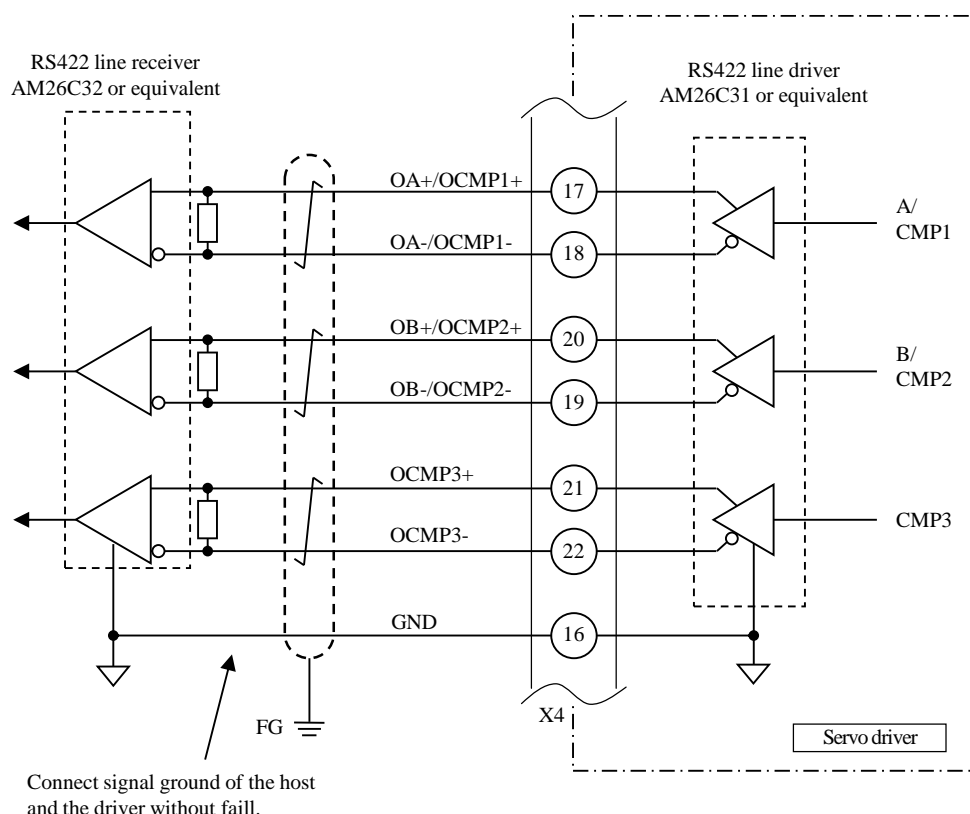 RS422 line receiver
AM26C32 or equivalent
RS422 line driver
AM26C31 or equivalent
OA+/OCMP1+
17
A/
CMP1
OA-/OCMP1-
18
OB+/OCMP2+
20
B/
CMP2
OB-/OCMP2-
19
OCMP3+
21
CMP3
OCMP3-
22
GND
16
FG
X4
Servo driver
Connect signal ground of the host
and the driver without faill.